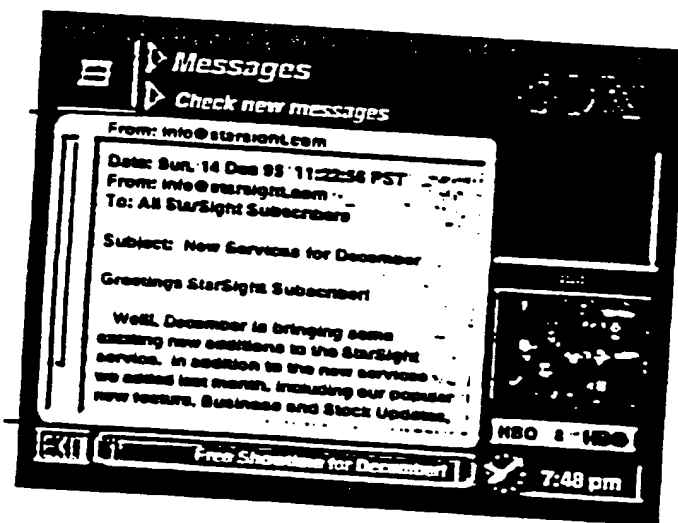 Messages
Check new messages
From: info@starsight.com
Date: Sun, 14 Dec 95 11:22:56 PST
From: info@starsight.com
To: All StarSight Subscribers
Subject: New Services for December
Greetings StarSight Subscriber!
Well, December is bringing some
exciting new additions to the StarSight
service. In addition to the new services
we added last month, including our popular
new feature, Business and Stock Updates,
HBO 8 HBO
EXIT
Free Showtime for December!
7:48 pm